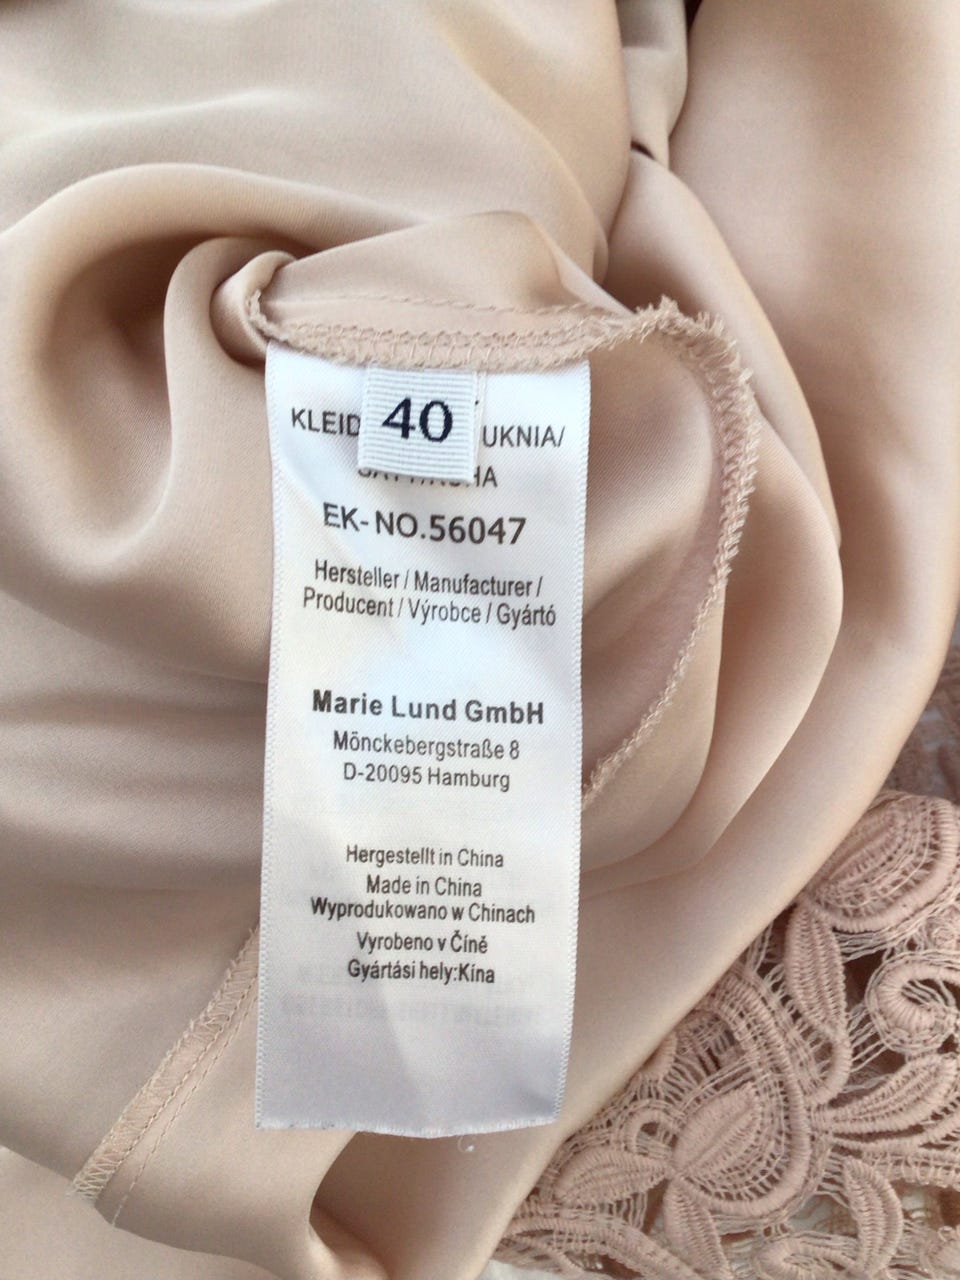 40
KLEID UKNIA/
EK-NO.56047
Hersteller / Manufacturer /
Producent / Výrobce / Gyártó
Marie Lund GmbH
Mönckebergstraße 8
D-20095 Hamburg
Hergestellt in China
Made in China
Wyprodukowano w Chinach
Vyrobeno v Číně
Gyártási hely:Kína